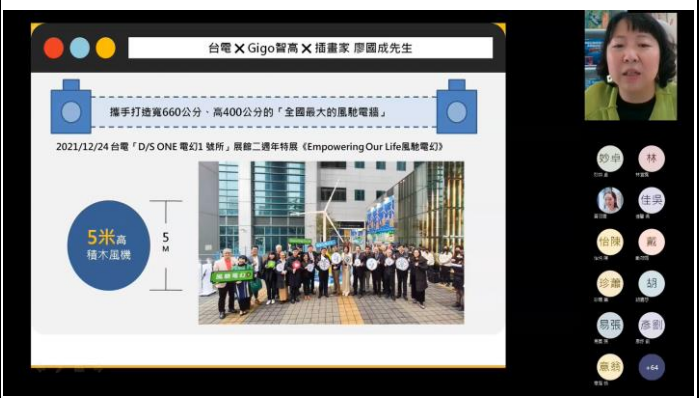 台電✕Gigo智高✕插畫家 廖國成先生
攜手打造寬660公分、高400公分的「全國最大的風馳電牆」
2021/12/24 台電「D/S ONE 電幻1 號所」展館二週年特展《Empowering Our Life風馳電幻》
5米高
積木風機
5
M
風馳電幻
妙卓
林
佳吳
怡陳
戴
珍蕭
胡
易張
彥劉
意翁
+64